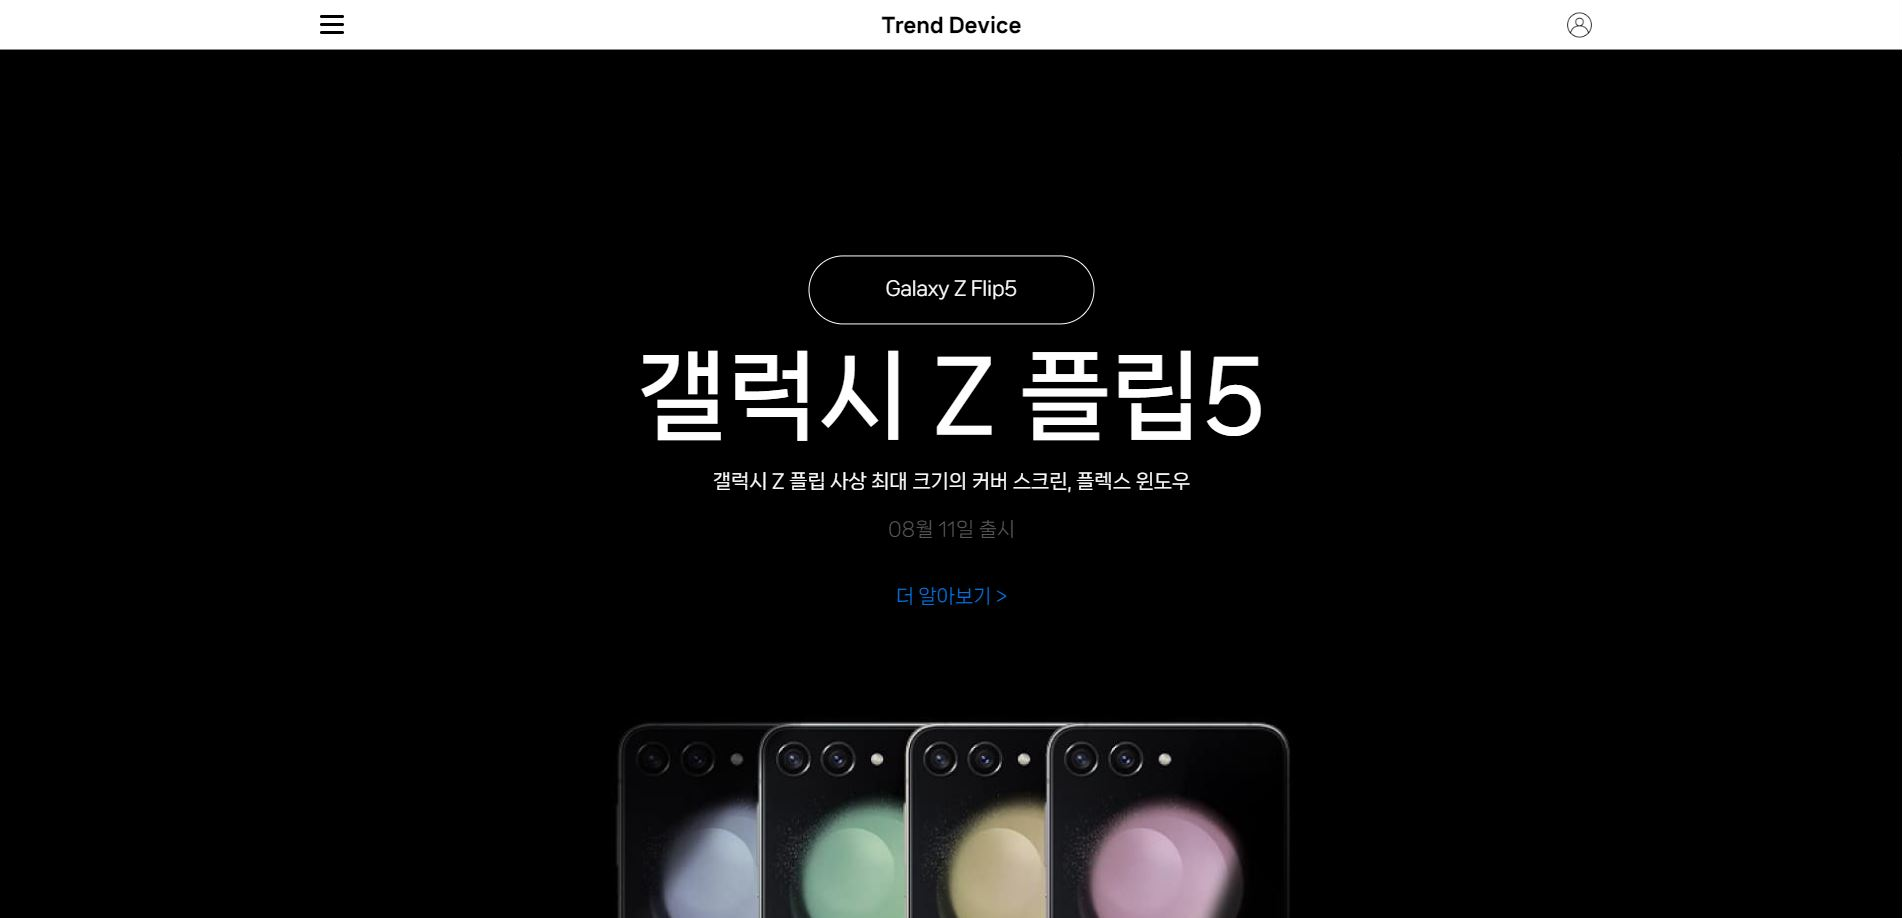 Trend Device
Galaxy Z Flip5
갤럭시 Z 플립5
갤럭시 Z 플립 사상 최대 크기의 커버 스크린, 플렉스 윈도우
08월 11일 출시
더 알아보기 >